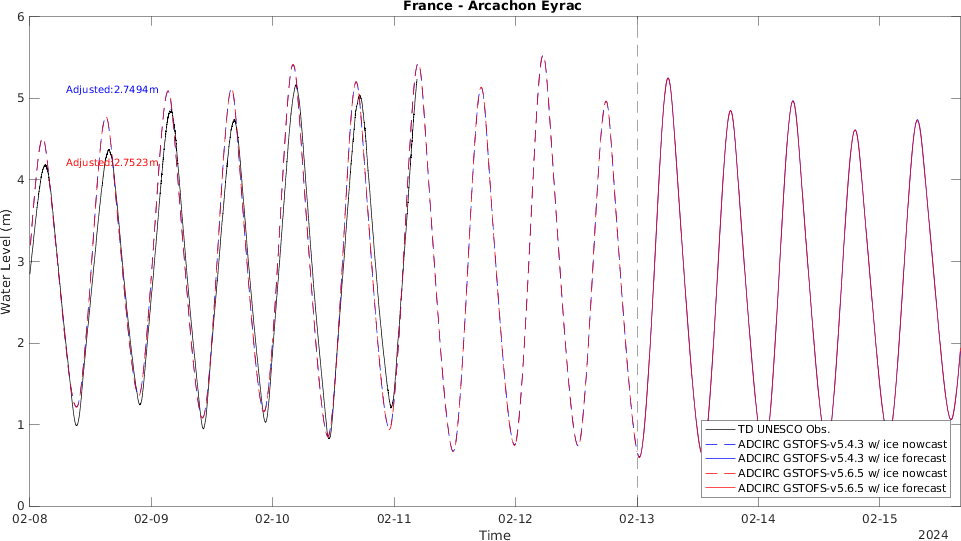 France - Arcachon Eyrac
Water Level (m)
6
5
4
3
2
1
0
Adjusted:2.7494m
Adjusted:2.7523m
TD UNESCO Obs.
ADCIRC GSTOFS-v5.4.3 w/ ice nowcast
ADCIRC GSTOFS-v5.4.3 w/ ice forecast
ADCIRC GSTOFS-v5.6.5 w/ ice nowcast
ADCIRC GSTOFS-v5.6.5 w/ ice forecast
02-08 02-09 02-10 02-11 02-12 02-13 02-14 02-15
Time
2024